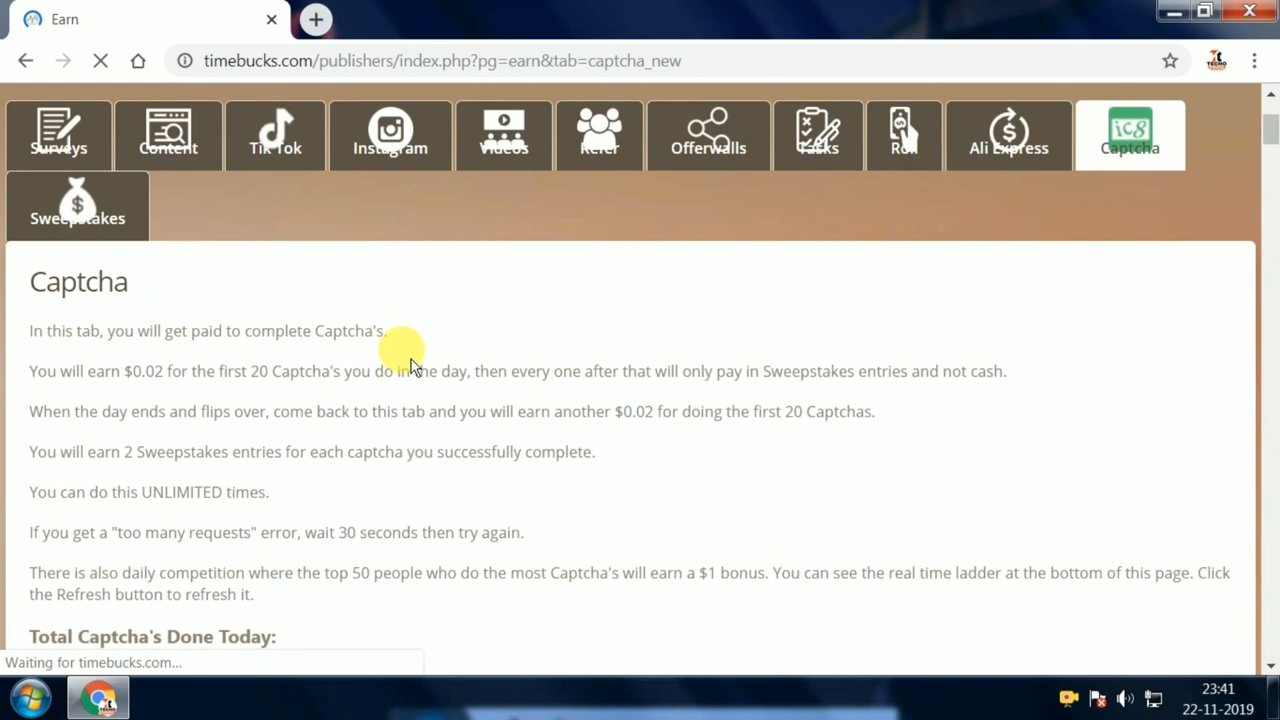 Earn
timebucks.com/publishers/index.php?pg=earn&tab=captcha_new
TECHO
Surveys Content Tik Tok Instagram Videos Refer Offerwalls Tasks Roll Ali Express Captcha
ic8
Sweepstakes
Captcha
In this tab, you will get paid to complete Captcha's.
You will earn $0.02 for the first 20 Captcha's you do in the day, then every one after that will only pay in Sweepstakes entries and not cash.
When the day ends and flips over, come back to this tab and you will earn another $0.02 for doing the first 20 Captchas.
You will earn 2 Sweepstakes entries for each captcha you successfully complete.
You can do this UNLIMITED times.
If you get a "too many requests" error, wait 30 seconds then try again.
There is also daily competition where the top 50 people who do the most Captcha's will earn a $1 bonus. You can see the real time ladder at the bottom of this page. Click
the Refresh button to refresh it.
Total Captcha's Done Today:
Waiting for timebucks.com...
23:41
22-11-2019